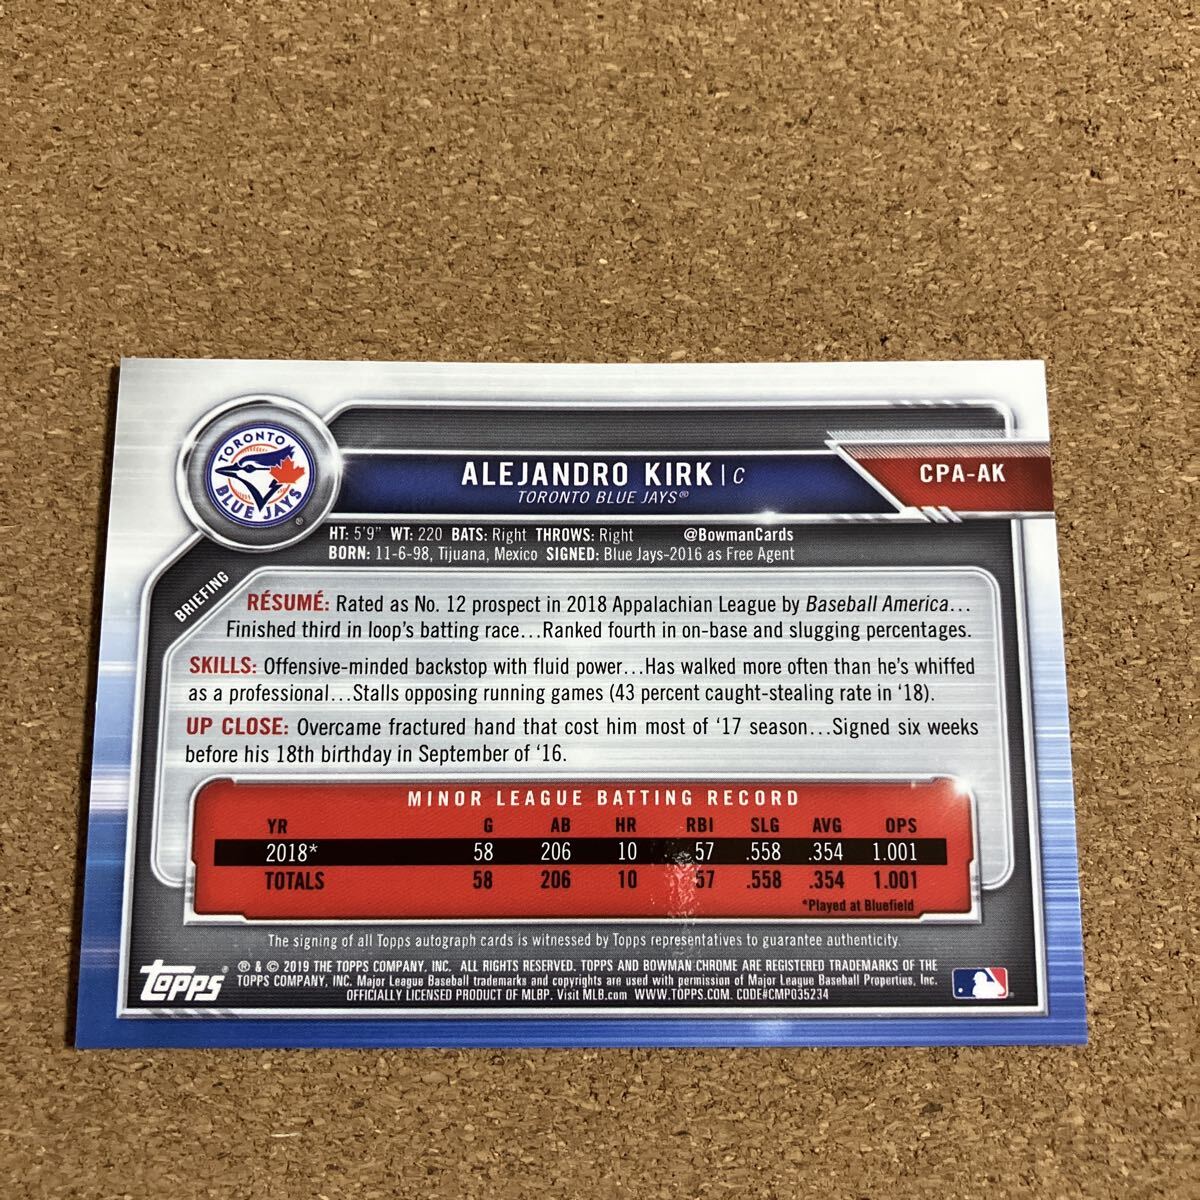 TORONTO
BLUE JAYS
®
ALEJANDRO KIRK | C
TORONTO BLUE JAYS®
CPA-AK
HT: 5'9” WT: 220 BATS: Right THROWS: Right @BowmanCards
BORN: 11-6-98, Tijuana, Mexico SIGNED: Blue Jays-2016 as Free Agent
BRIEFING
RÉSUMÉ: Rated as No. 12 prospect in 2018 Appalachian League by Baseball America...
Finished third in loop's batting race...Ranked fourth in on-base and slugging percentages.
SKILLS: Offensive-minded backstop with fluid power...Has walked more often than he's whiffed
as a professional...Stalls opposing running games (43 percent caught-stealing rate in ‘18).
UP CLOSE: Overcame fractured hand that cost him most of ‘17 season...Signed six weeks
before his 18th birthday in September of ‘16.
MINOR LEAGUE BATTING RECORD
YR G AB HR RBI SLG AVG OPS
2018* 58 206 10 57 .558 .354 1.001
TOTALS 58 206 10 57 .558 .354 1.001
*Played at Bluefield
The signing of all Topps autograph cards is witnessed by Topps representatives to guarantee authenticity.
topps® ® & © 2019 THE TOPPS COMPANY, INC. ALL RIGHTS RESERVED. TOPPS AND BOWMAN CHROME ARE REGISTERED TRADEMARKS OF THE
TOPPS COMPANY, INC. Major League Baseball trademarks and copyrights are used with permission of Major League Baseball Properties, Inc.
OFFICIALLY LICENSED PRODUCT OF MLBP. Visit MLB.com WWW.TOPPS.COM. CODE#CMP035234